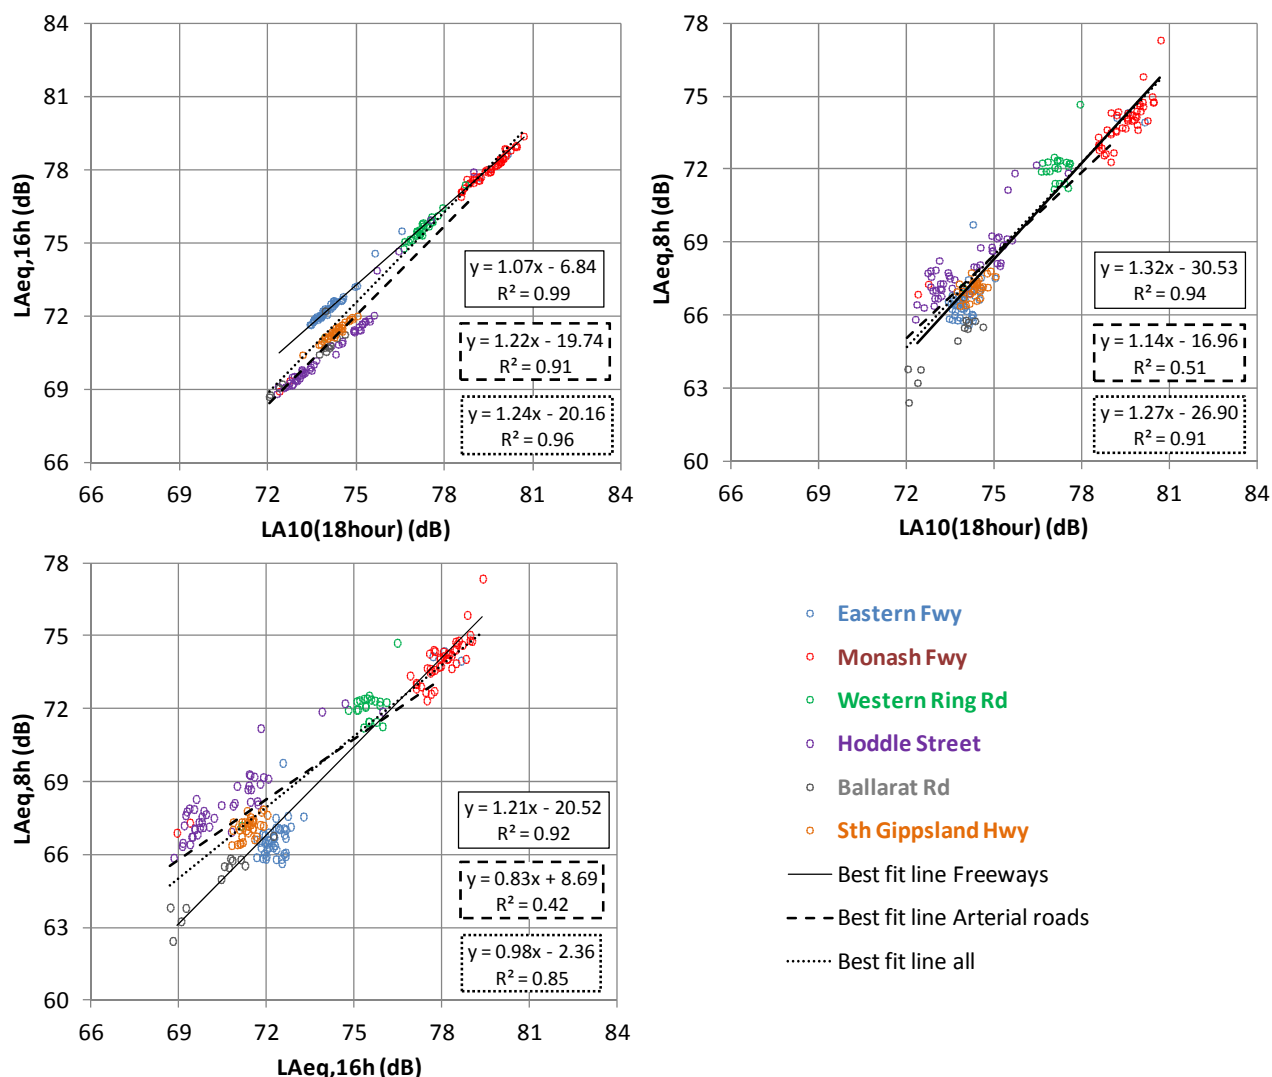 84
81
78
75
72
69
66
LAeq,16h (dB)
y = 1.07x - 6.84
R² = 0.99
y = 1.22x - 19.74
R² = 0.91
y = 1.24x - 20.16
R² = 0.96
66 69 72 75 78 81 84
LA10(18hour) (dB)
78
75
72
69
66
63
60
LAeq,8h (dB)
y = 1.32x - 30.53
R² = 0.94
y = 1.14x - 16.96
R² = 0.51
y = 1.27x - 26.90
R² = 0.91
66 69 72 75 78 81 84
LA10(18hour) (dB)
78
75
72
69
66
63
60
LAeq,8h (dB)
y = 1.21x - 20.52
R² = 0.92
y = 0.83x + 8.69
R² = 0.42
y = 0.98x - 2.36
R² = 0.85
66 69 72 75 78 81 84
LAeq,16h (dB)
Eastern Fwy
Monash Fwy
Western Ring Rd
Hoddle Street
Ballarat Rd
Sth Gippsland Hwy
Best fit line Freeways
Best fit line Arterial roads
Best fit line all